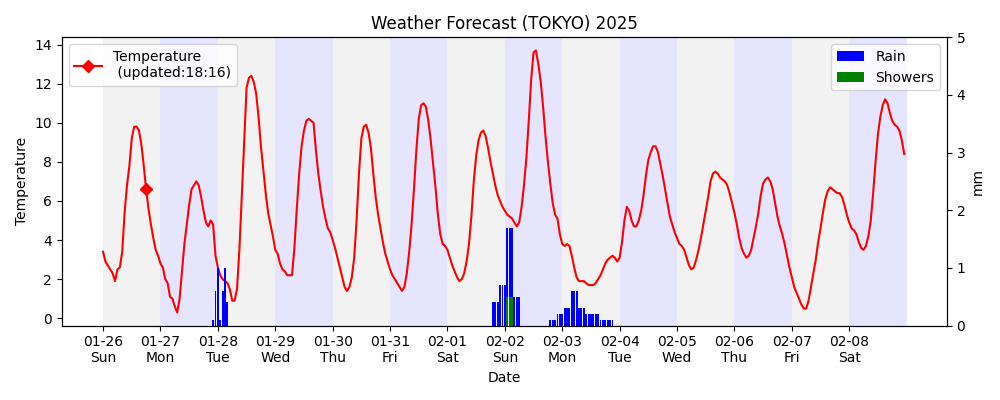 Weather Forecast (TOKYO) 2025
Temperature
(updated:18:16)
Rain
Showers
Temperature
14
12
10
8
6
4
2
0
5
4
3
2
1
0
mm
01-26 01-27 01-28 01-29 01-30 01-31 02-01 02-02 02-03 02-04 02-05 02-06 02-07 02-08
Sun Mon Tue Wed Thu Fri Sat Sun Mon Tue Wed Thu Fri Sat
Date